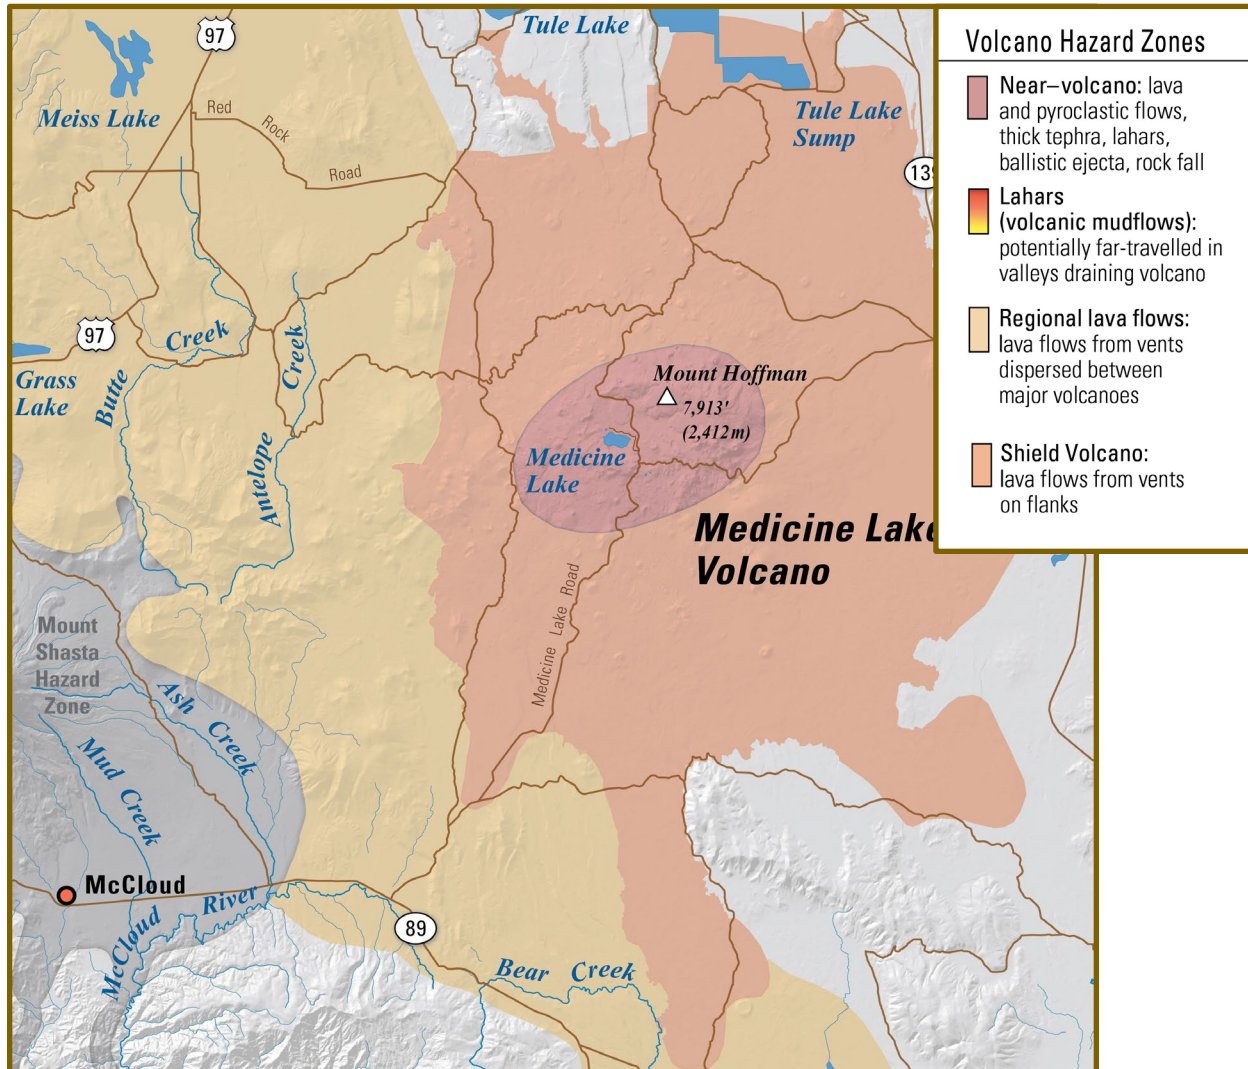 97
Tule Lake
Meiss Lake
Red
Rock
Road
Tule Lake
Sump
139
Volcano Hazard Zones
Near–volcano: lava
and pyroclastic flows,
thick tephra, lahars,
ballistic ejecta, rock fall
Lahars
(volcanic mudflows):
potentially far-travelled in
valleys draining volcano
Regional lava flows:
lava flows from vents
dispersed between
major volcanoes
Shield Volcano:
lava flows from vents
on flanks
97
Creek
Creek
Grass
Lake
Butte
Antelope
Mount Hoffman
7,913'
(2,412 m)
Medicine
Lake
Medicine Lake
Volcano
Medicine Lake Road
Mount
Shasta
Hazard
Zone
Ash Creek
Mud Creek
McCloud
McCloud River
89
Bear Creek